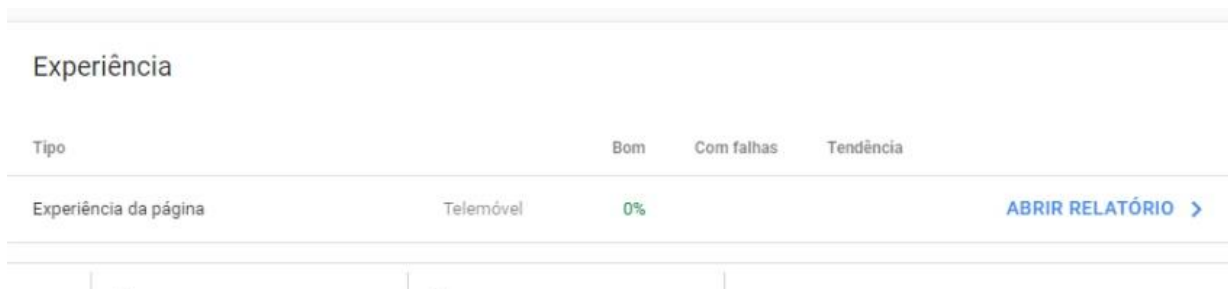 Experiência
Tipo Bom Com falhas Tendência
Experiência da página Telemóvel 0% ABRIR RELATÓRIO